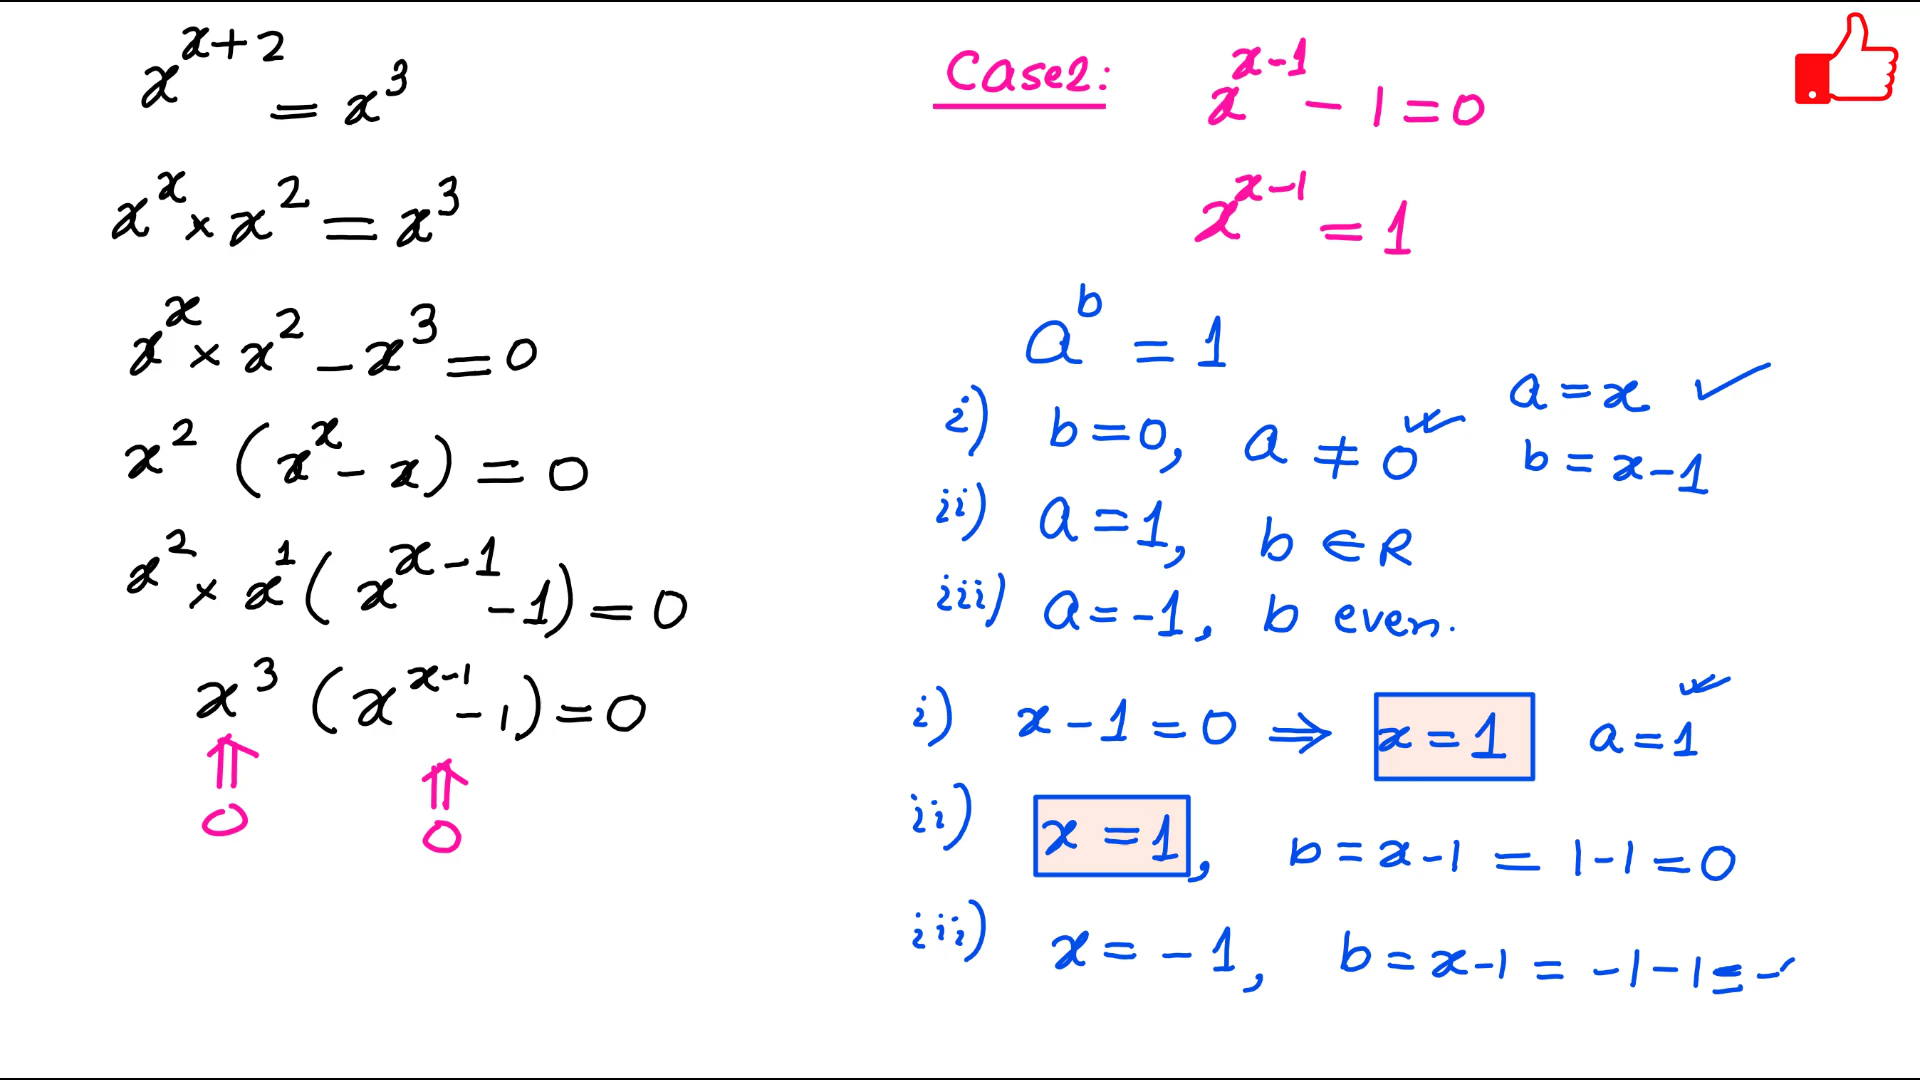 x^{x+2} = x^3
x^x × x^2 = x^3
x^x × x^2 - x^3 = 0
x^2 (x^x - x) = 0
x^2 × x^1 (x^{x-1} - 1) = 0
x^3 (x^{x-1} - 1) = 0
⇑ ⇑
0 0
Case2: x^{x-1} - 1 = 0
x^{x-1} = 1
a^b = 1
a = x ✓
i) b = 0, a ≠ 0 ✓
b = x-1
ii) a = 1, b ∈ R
iii) a = -1, b even.
i) x - 1 = 0 ⇒ x = 1 a = 1 ✓
ii) x = 1, b = x-1 = 1-1 = 0
iii) x = -1, b = x-1 = -1-1 = -